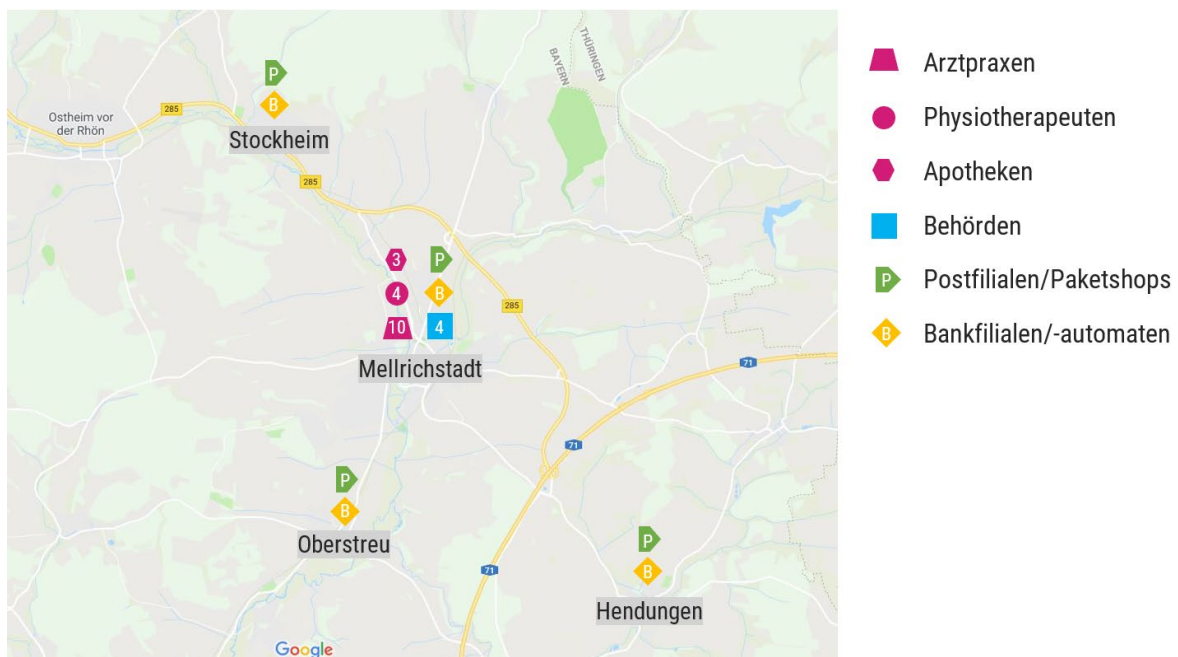 P
B
Stockheim
Ostheim vor
der Rhön
285
285
285
BAYERN
THÜRINGEN
3
4
10
P
B
4
Mellrichstadt
71
71
71
P
B
Oberstreu
P
B
Hendungen
Google
Arztpraxen
Physiotherapeuten
Apotheken
Behörden
P Postfilialen/Paketshops
B Bankfilialen/-automaten